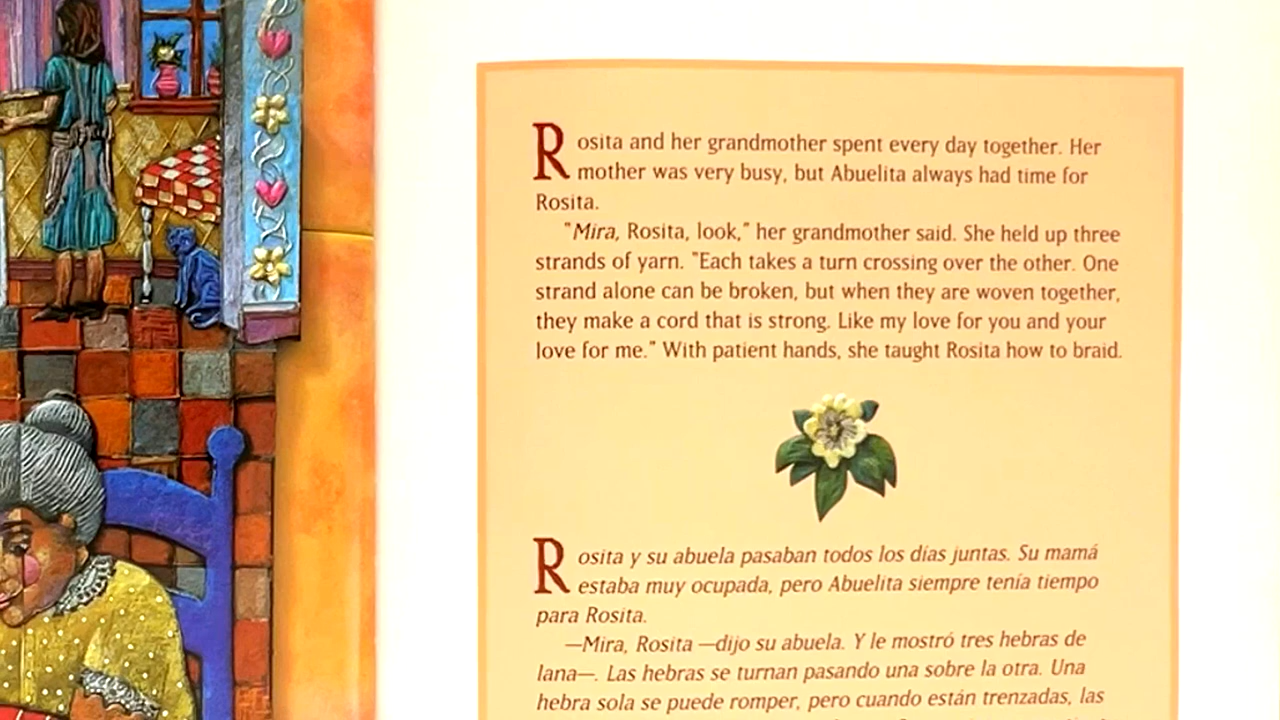 Rosita and her grandmother spent every day together. Her
mother was very busy, but Abuelita always had time for
Rosita.
"Mira, Rosita, look," her grandmother said. She held up three
strands of yarn. "Each takes a turn crossing over the other. One
strand alone can be broken, but when they are woven together,
they make a cord that is strong. Like my love for you and your
love for me." With patient hands, she taught Rosita how to braid.
Rosita y su abuela pasaban todos los días juntas. Su mamá
estaba muy ocupada, pero Abuelita siempre tenía tiempo
para Rosita.
—Mira, Rosita —dijo su abuela. Y le mostró tres hebras de
lana—. Las hebras se turnan pasando una sobre la otra. Una
hebra sola se puede romper, pero cuando están trenzadas, las